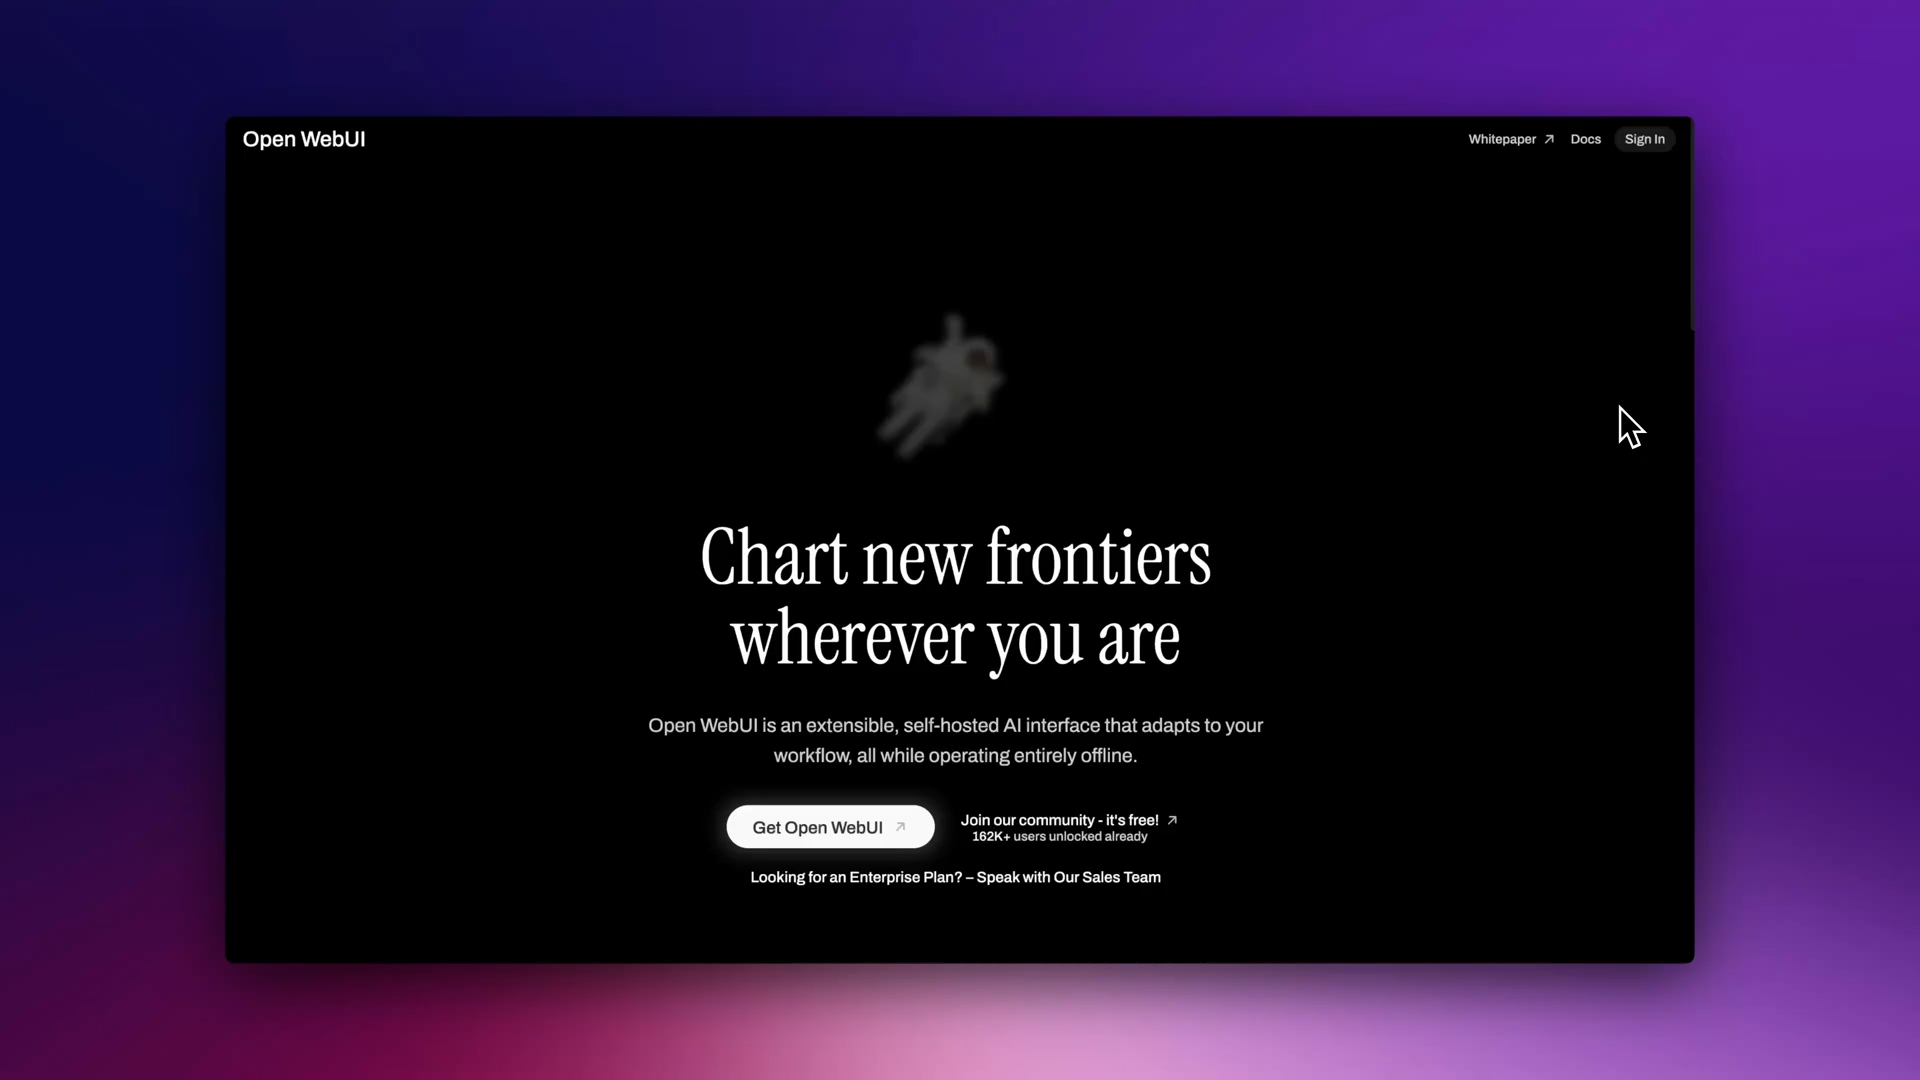 Open WebUI
Whitepaper
Docs
Sign In
Chart new frontiers
wherever you are
Open WebUI is an extensible, self-hosted AI interface that adapts to your
workflow, all while operating entirely offline.
Get Open WebUI
Join our community - it's free!
162K+ users unlocked already
Looking for an Enterprise Plan? – Speak with Our Sales Team